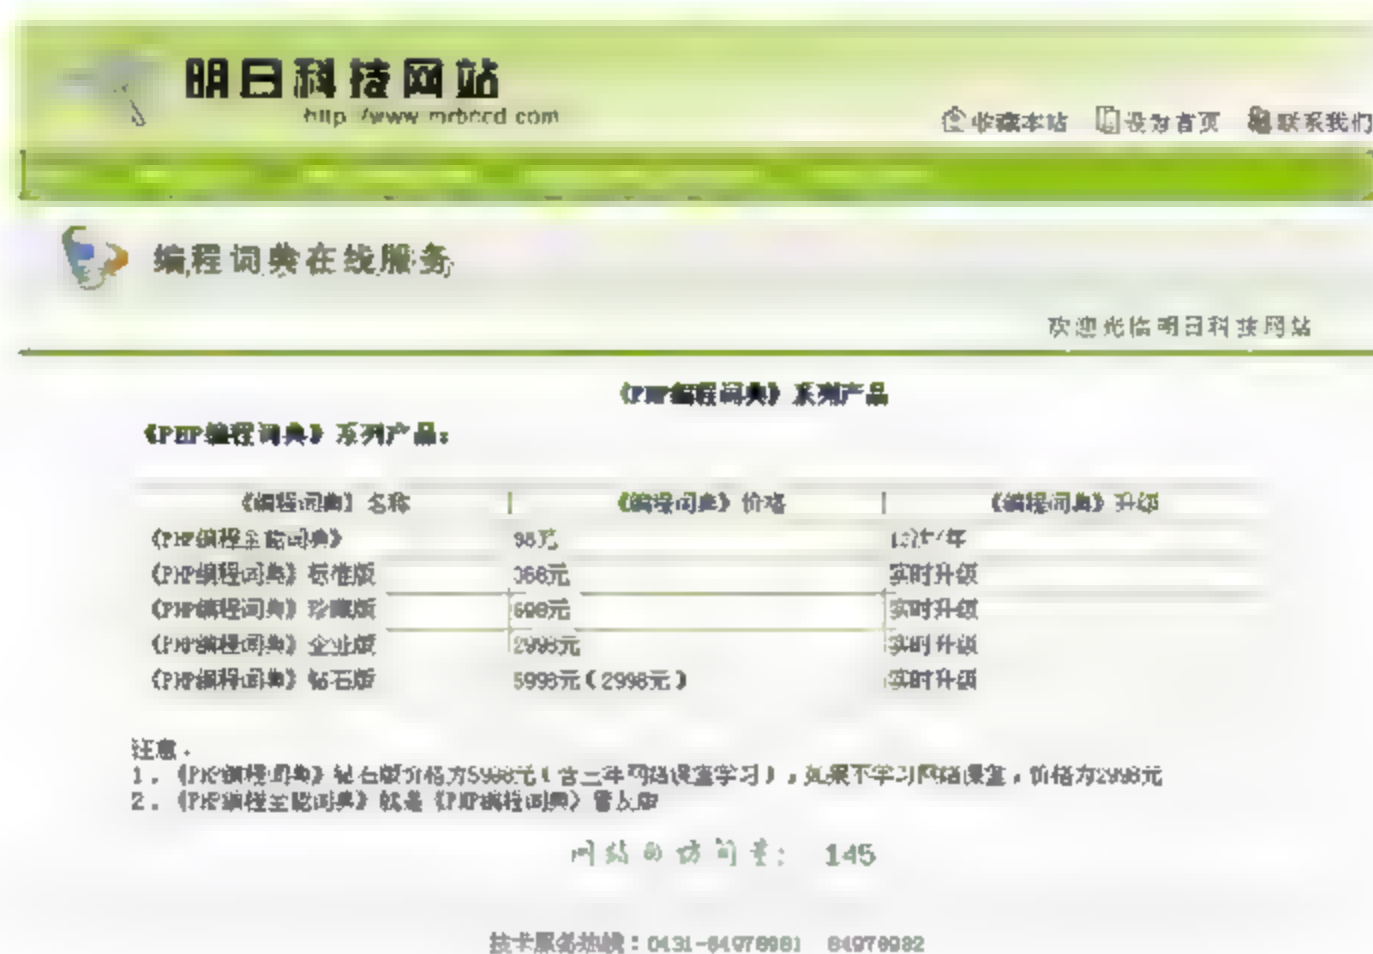 明日科技网站
http://www.mrbccd.com
收藏本站 设为首页 联系我们
编程词典在线服务
欢迎光临明日科技网站
《PHP编程词典》系列产品
《PHP编程词典》系列产品：
《编程词典》名称 《编程词典》价格 《编程词典》升级
《PHP编程全能词典》 98元 12次/年
《PHP编程词典》标准版 368元 实时升级
《PHP编程词典》珍藏版 698元 实时升级
《PHP编程词典》企业版 2998元 实时升级
《PHP编程词典》钻石版 5998元（2998元） 实时升级
注意：
1．《PHP编程词典》钻石版价格为5998元（含三年网络课堂学习），如果不学习网络课堂，价格为2998元
2．《PHP编程全能词典》就是《PHP编程词典》普及版
网站的访问量： 145
技术服务热线：0431-84978981 84978982